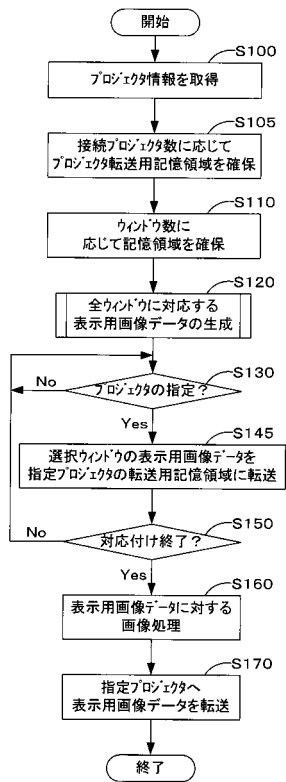 開始
S100
プロジェクタ情報を取得
S105
接続プロジェクタ数に応じて
プロジェクタ転送用記憶領域を確保
S110
ウィンドウ数に
応じて記憶領域を確保
S120
全ウィンドウに対応する
表示用画像データの生成
S130
No
プロジェクタの指定?
Yes
S145
選択ウィンドウの表示用画像データを
指定プロジェクタの転送用記憶領域に転送
S150
No
対応付け終了?
Yes
S160
表示用画像データに対する
画像処理
S170
指定プロジェクタへ
表示用画像データを転送
終了